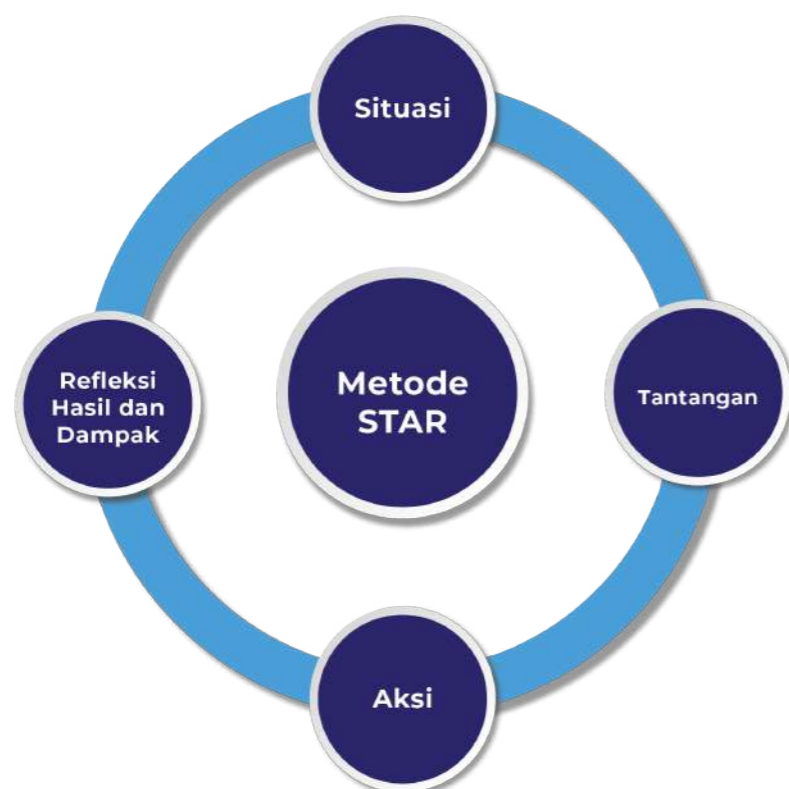 Situasi
Metode
STAR
Tantangan
Refleksi
Hasil dan
Dampak
Aksi